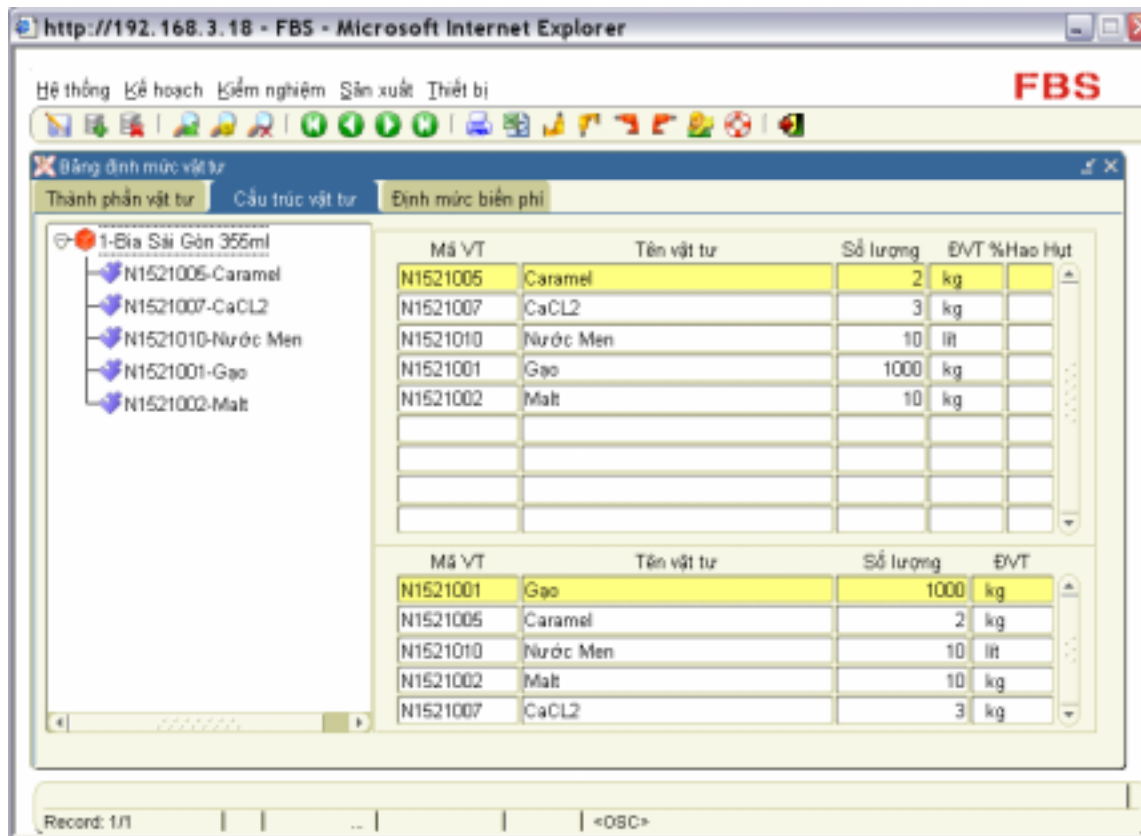 http://192.168.3.18 - FBS - Microsoft Internet Explorer
Hệ thống Kế hoạch Kiểm nghiệm Sản xuất Thiết bị
FBS
Bảng định mức vật tư
Thành phần vật tư Cấu trúc vật tư Định mức biến phí
1-Bia Sài Gòn 355ml
N1521005-Caramel
N1521007-CaCL2
N1521010-Nước Men
N1521001-Gạo
N1521002-Malt
Mã VT Tên vật tư Số lượng ĐVT %Hao Hụt
N1521005 Caramel 2 kg
N1521007 CaCL2 3 kg
N1521010 Nước Men 10 lít
N1521001 Gạo 1000 kg
N1521002 Malt 10 kg
Mã VT Tên vật tư Số lượng ĐVT
N1521001 Gạo 1000 kg
N1521005 Caramel 2 kg
N1521010 Nước Men 10 lít
N1521002 Malt 10 kg
N1521007 CaCL2 3 kg
Record: 1/1 ... <OSC>